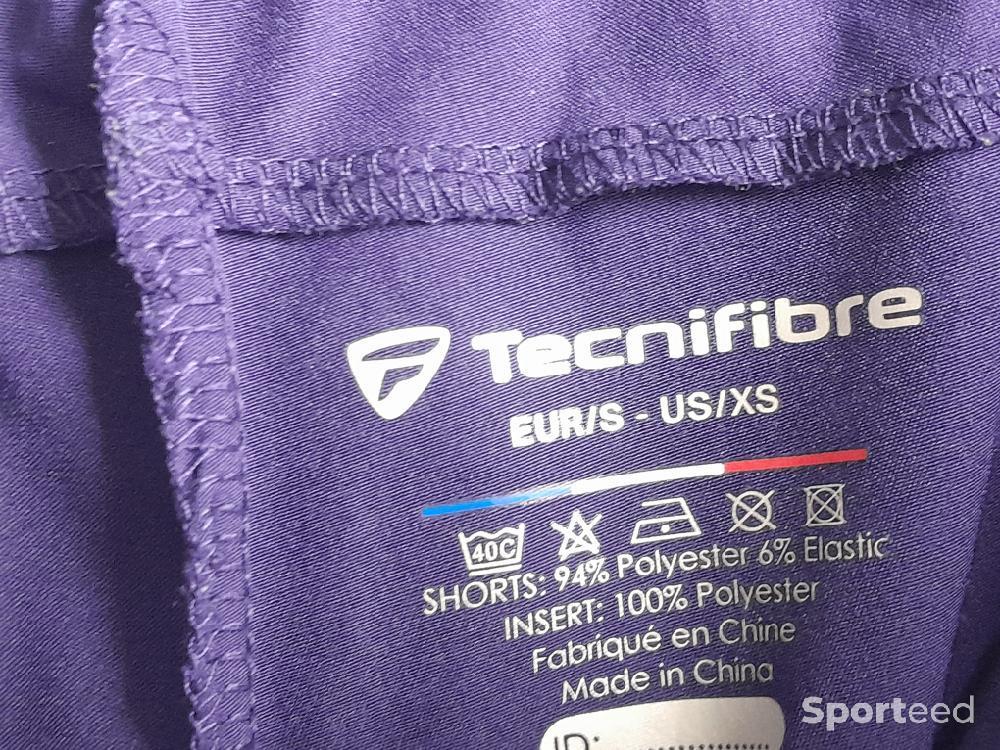 Tecnifibre
EUR/S - US/XS
40C
SHORTS: 94% Polyester 6% Elastic
INSERT: 100% Polyester
Fabriqué en Chine
Made in China
ID:..............
Sporteed